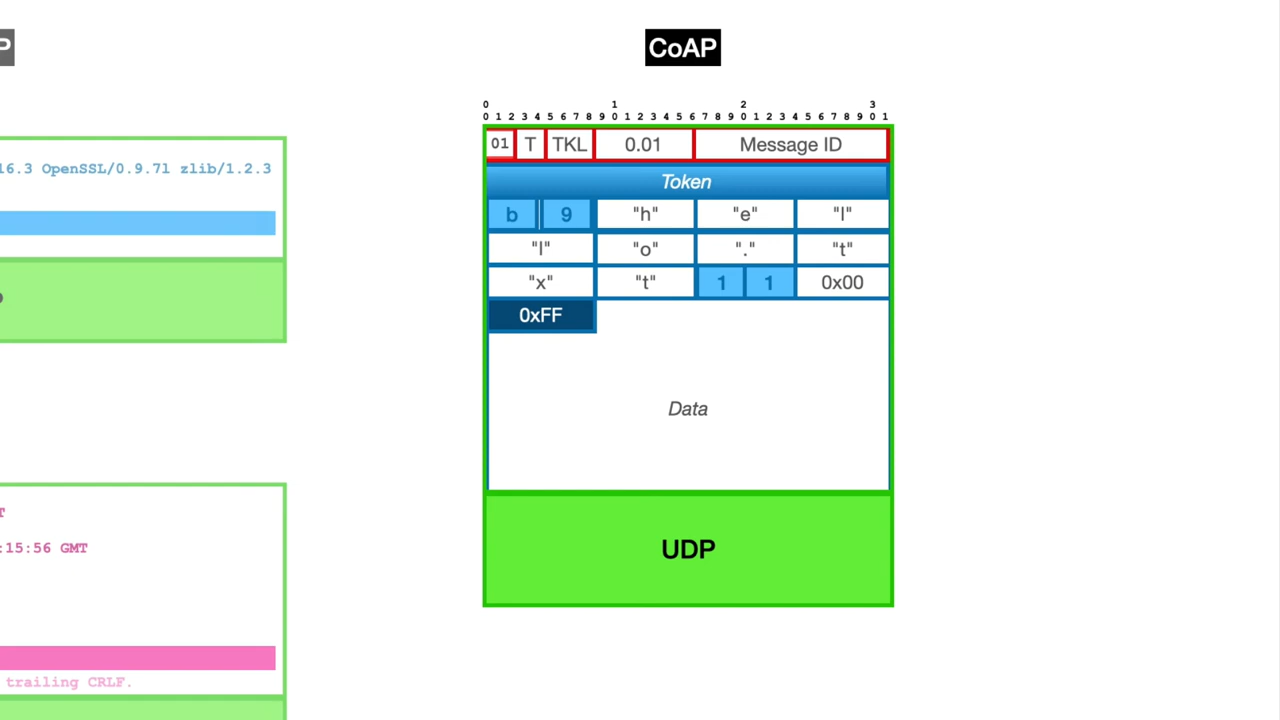 P
CoAP
0 1 2 3
0 1 2 3 4 5 6 7 8 9 0 1 2 3 4 5 6 7 8 9 0 1 2 3 4 5 6 7 8 9 0 1
01 T TKL 0.01 Message ID
16.3 OpenSSL/0.9.7l zlib/1.2.3
Token
b 9 "h" "e" "l"
"l" "o" "." "t"
"x" "t" 1 1 0x00
0xFF
Data
T
:15:56 GMT
UDP
trailing CRLF.